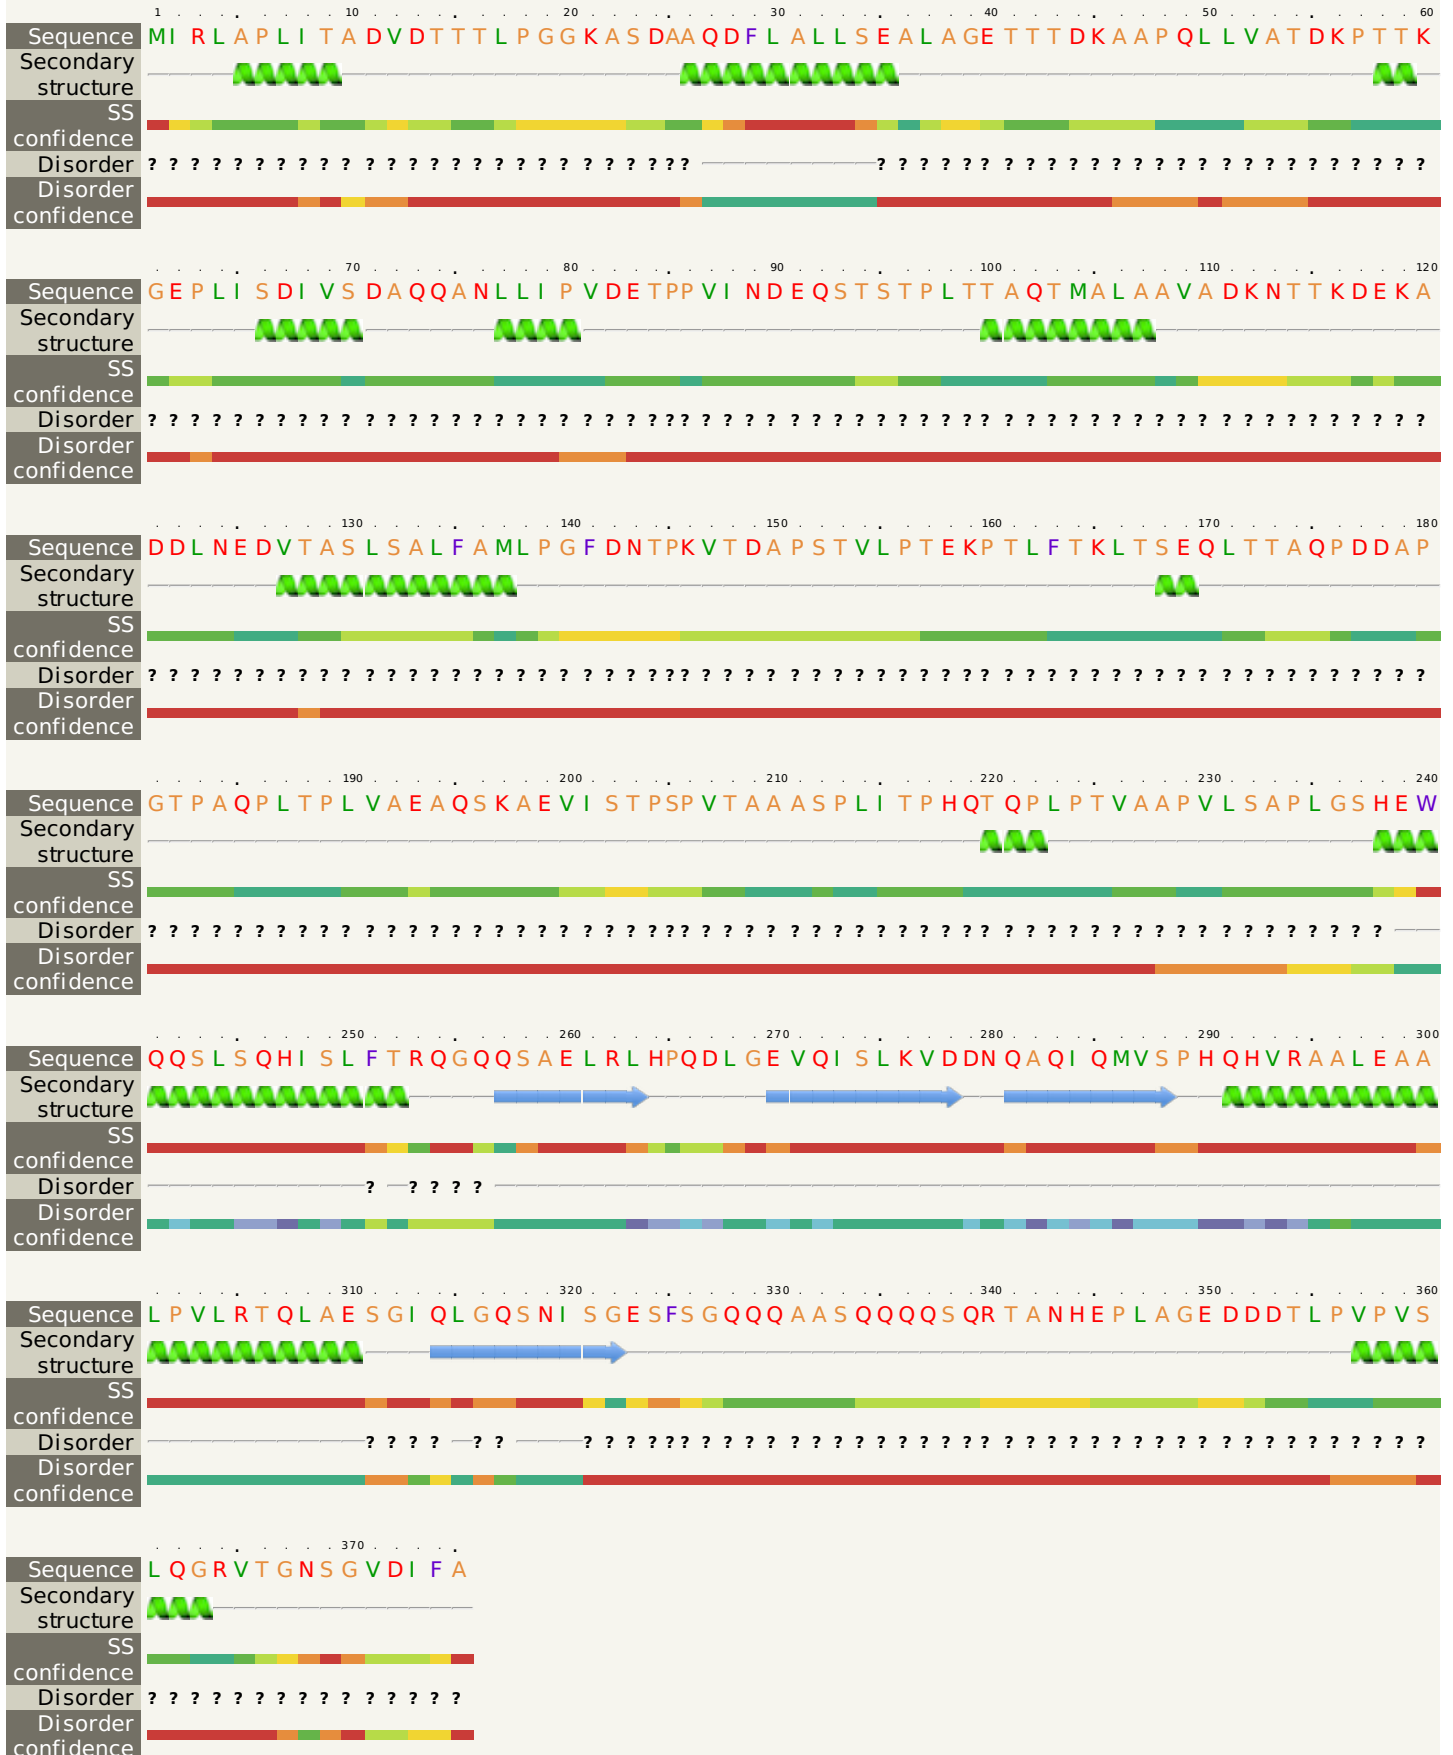 1 10 20 30 40 50 60
Sequence MIRLAPLITADVDTTTLPGGKASDAAQDFLALLSEALAGETTTDKAAPQLLVATDKPTTK
Secondary
structure
SS
confidence
Disorder ?????????????????????????? ??????????????????????????
Disorder
confidence
70 80 90 100 110 120
Sequence GEPLISDIVSDAQQANLLIPVDETPPVINDEQSTSTPLTTAQTMALAAVADKNTTKDEKA
Secondary
structure
SS
confidence
Disorder ????????????????????????????????????????????????????????????
Disorder
confidence
130 140 150 160 170 180
Sequence DDLNEDVTASLSALFAMLPGFDNTPKVTDAPSTVLPTEKPTLFTKLTSEQLTTAQPDDAP
Secondary
structure
SS
confidence
Disorder ????????????????????????????????????????????????????????????
Disorder
confidence
190 200 210 220 230 240
Sequence GTPAQPLTPLVAEAQSKAEVISTPSPVTAAASPLITPHQTQPLPTVAAPVLSAPLGSHEW
Secondary
structure
SS
confidence
Disorder ??????????????????????????????????????????????????????????
Disorder
confidence
250 260 270 280 290 300
Sequence QQSLSQHISLFTRQGQQSAELRLHPQDLGEVQISLKVDDNQAQIQMVSPHQHVRAALEAA
Secondary
structure
SS
confidence
Disorder ? ????
Disorder
confidence
310 320 330 340 350 360
Sequence LPVLRTQLAESGIQLGQSNISGESFSGQQQAASQQQQSQRTANHEPLAGEDDDTLPVPVS
Secondary
structure
SS
confidence
Disorder ???? ?? ????????????????????????????????????????
Disorder
confidence
370
Sequence LQGRVTGNSGVDIFA
Secondary
structure
SS
confidence
Disorder ???????????????
Disorder
confidence